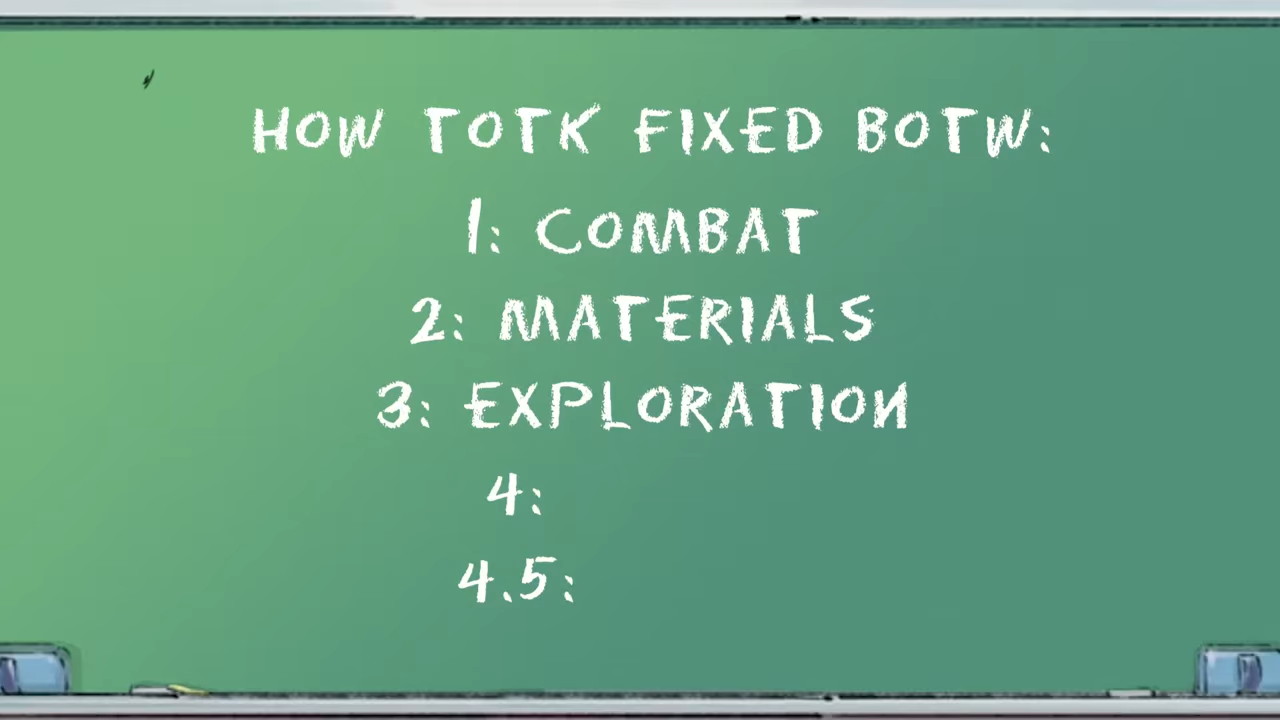 HOW TOTK FIXED BOTW:
1: COMBAT
2: MATERIALS
3: EXPLORATION
4:
4.5: